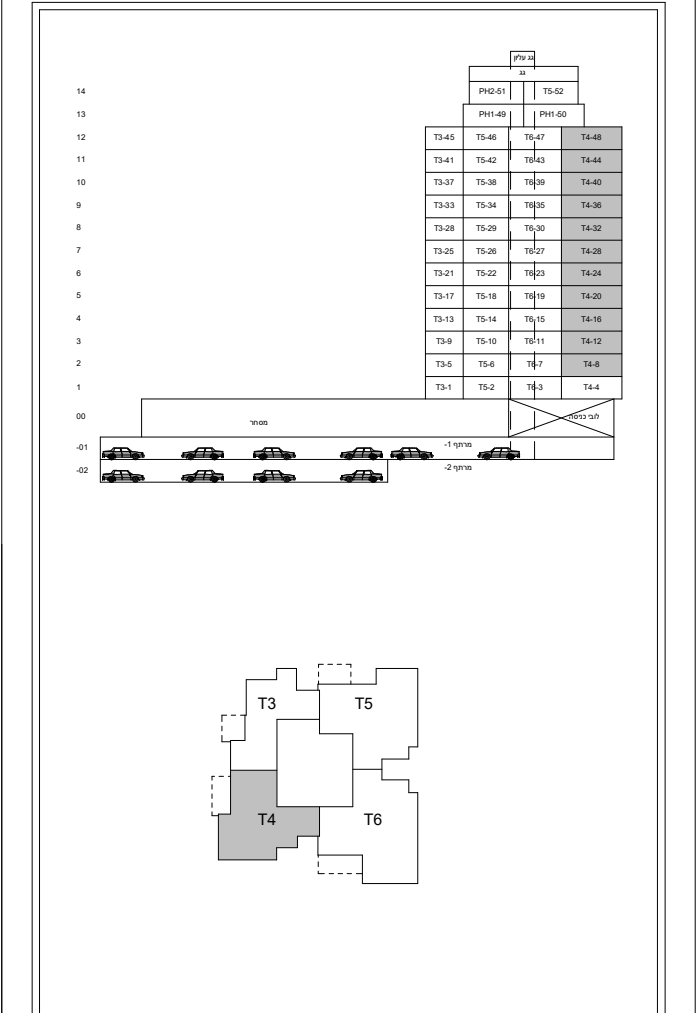 גג עליון
גג
14 PH2-51 T5-52
13 PH1-49 PH1-50
12 T3-45 T5-46 T6-47 T4-48
11 T3-41 T5-42 T6-43 T4-44
10 T3-37 T5-38 T6-39 T4-40
9 T3-33 T5-34 T6-35 T4-36
8 T3-28 T5-29 T6-30 T4-32
7 T3-25 T5-26 T6-27 T4-28
6 T3-21 T5-22 T6-23 T4-24
5 T3-17 T5-18 T6-19 T4-20
4 T3-13 T5-14 T6-15 T4-16
3 T3-9 T5-10 T6-11 T4-12
2 T3-5 T5-6 T6-7 T4-8
1 T3-1 T5-2 T6-3 T4-4
00 מסחר לובי כניסה
-01 מרתף 1-
-02 מרתף 2-
T3 T5
T4 T6